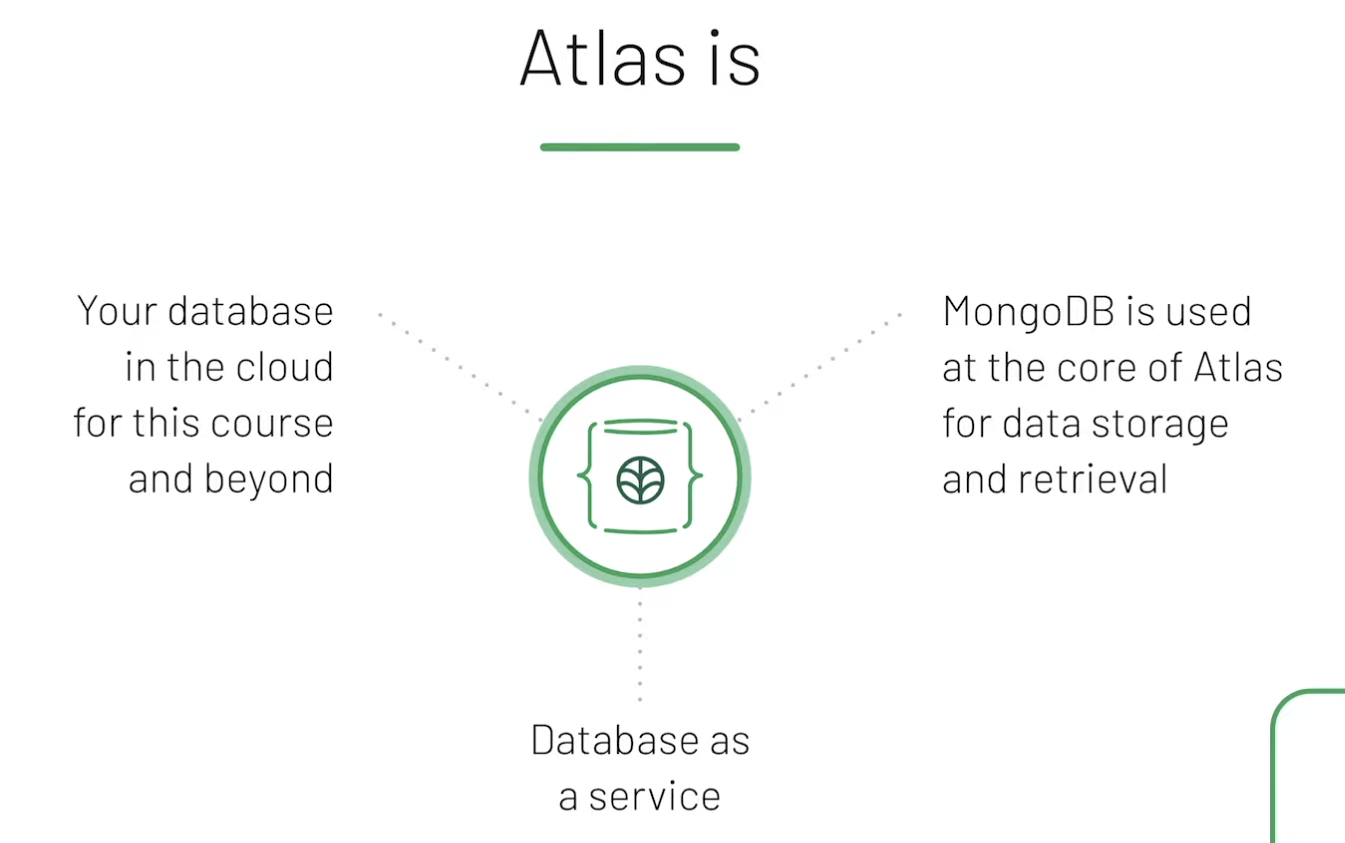 Atlas is
Your database
in the cloud
for this course
and beyond
MongoDB is used
at the core of Atlas
for data storage
and retrieval
Database as
a service